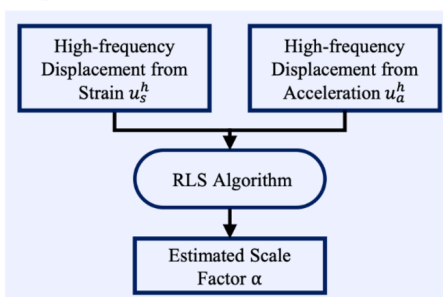 High-frequency
Displacement from
Strain $u_s^h$
High-frequency
Displacement from
Acceleration $u_a^h$
RLS Algorithm
Estimated Scale
Factor α